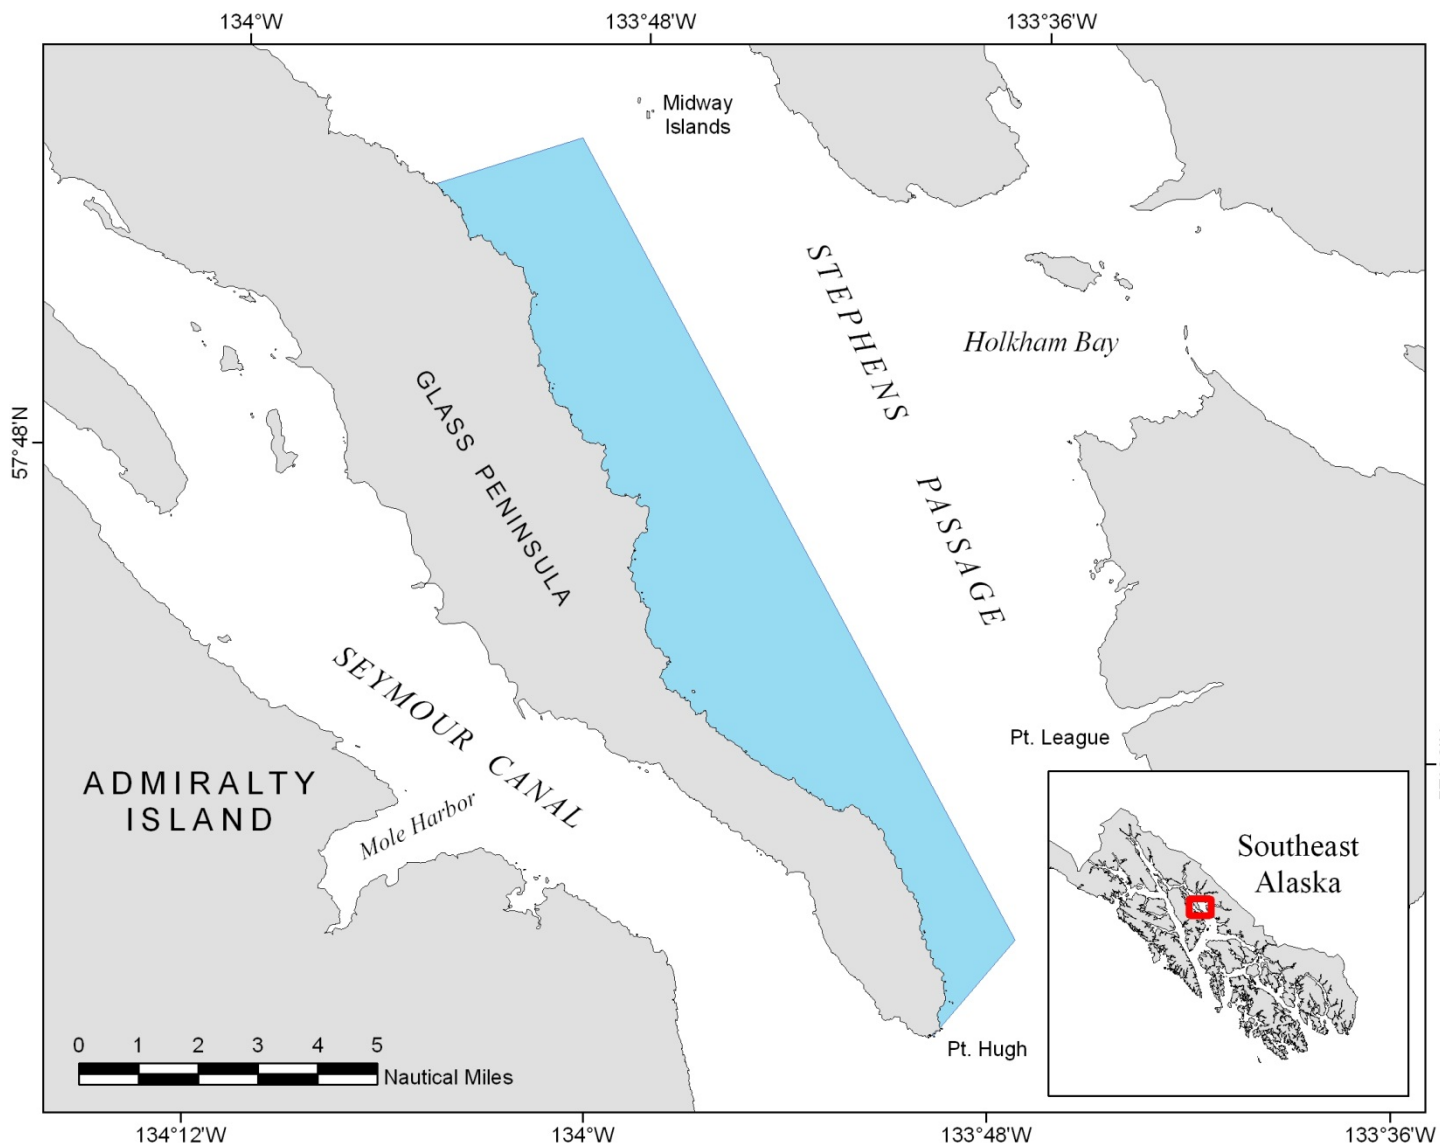 134°W
133°48'W
133°36'W
Midway
Islands
STEPHENS
Holkham Bay
GLASS PENINSULA
57°48'N
PASSAGE
SEYMOUR CANAL
Pt. League
ADMIRALTY
ISLAND
Mole Harbor
Southeast
Alaska
0 1 2 3 4 5
Nautical Miles
Pt. Hugh
134°12'W
134°W
133°48'W
133°36'W